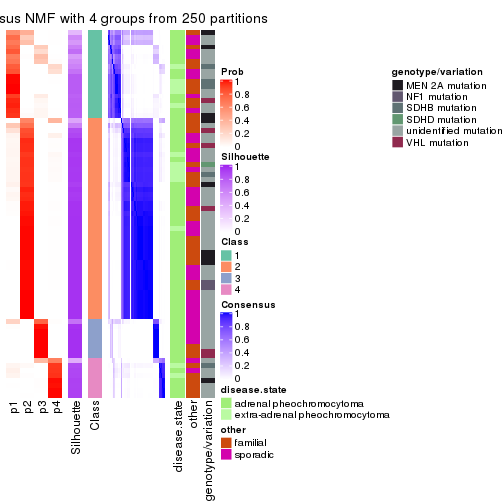 sus NMF with 4 groups from 250 partitions
Prob
1
0.8
0.6
0.4
0.2
0
Silhouette
1
0.8
0.6
0.4
0.2
0
Class
1
2
3
4
Consensus
1
0.8
0.6
0.4
0.2
0
disease.state
adrenal pheochromocytoma
extra-adrenal pheochromocytoma
other
familial
sporadic
genotype/variation
MEN 2A mutation
NF1 mutation
SDHB mutation
SDHD mutation
unidentified mutation
VHL mutation
p1
p2
p3
p4
Silhouette
Class
disease.state
other
genotype/variation